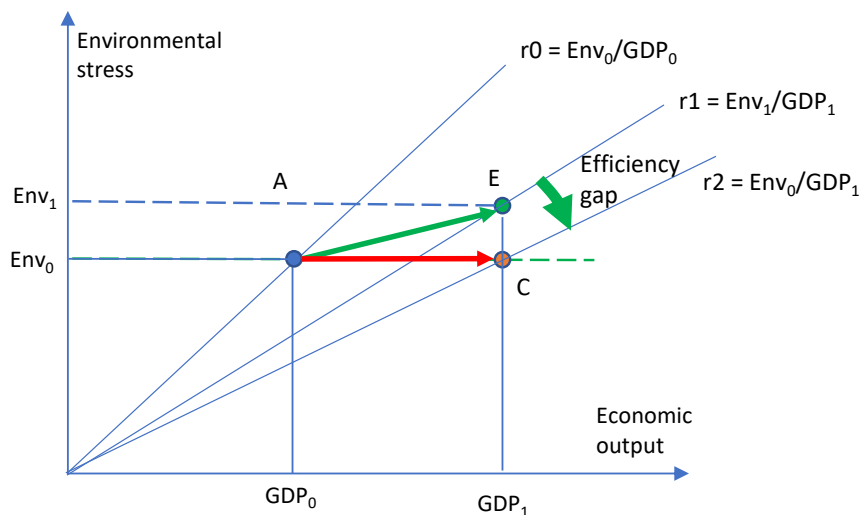 Environmental
stress
r0 = Env₀/GDP₀
r1 = Env₁/GDP₁
Efficiency
gap
r2 = Env₀/GDP₁
A
E
Env₁
Env₀
C
Economic
output
GDP₀
GDP₁